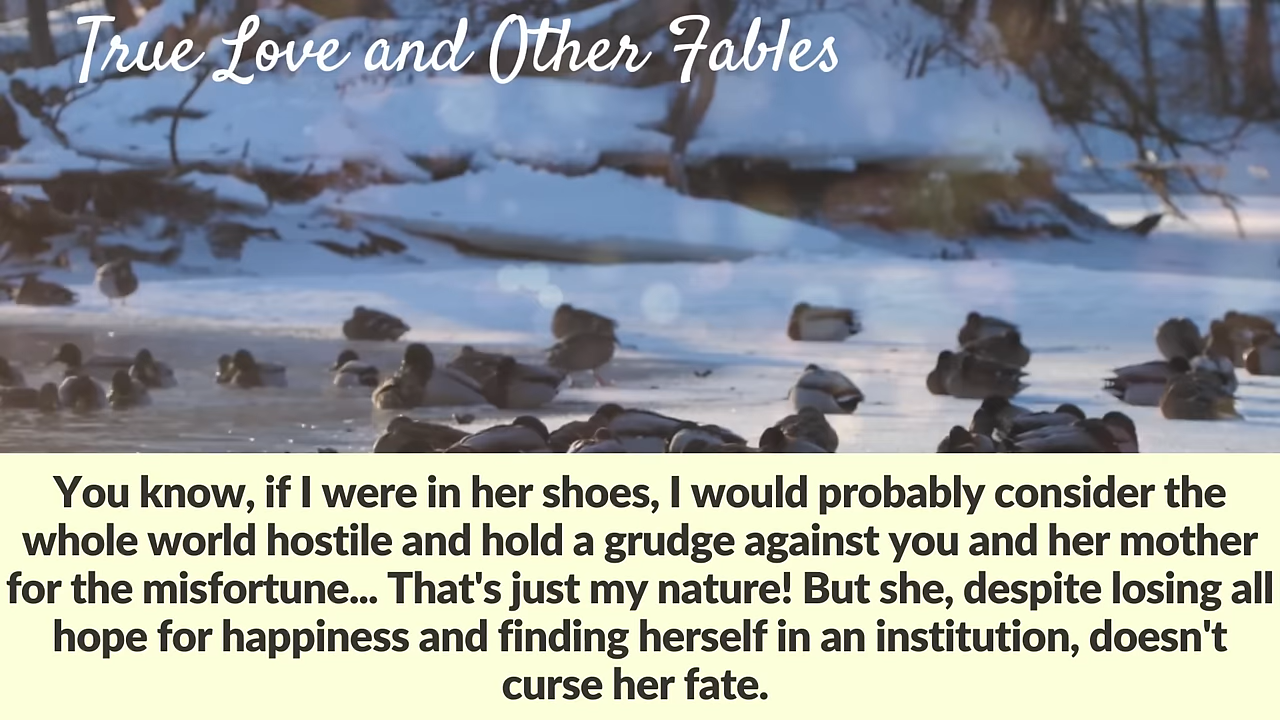 True Love and Other Fables
You know, if I were in her shoes, I would probably consider the
whole world hostile and hold a grudge against you and her mother
for the misfortune... That's just my nature! But she, despite losing all
hope for happiness and finding herself in an institution, doesn't
curse her fate.